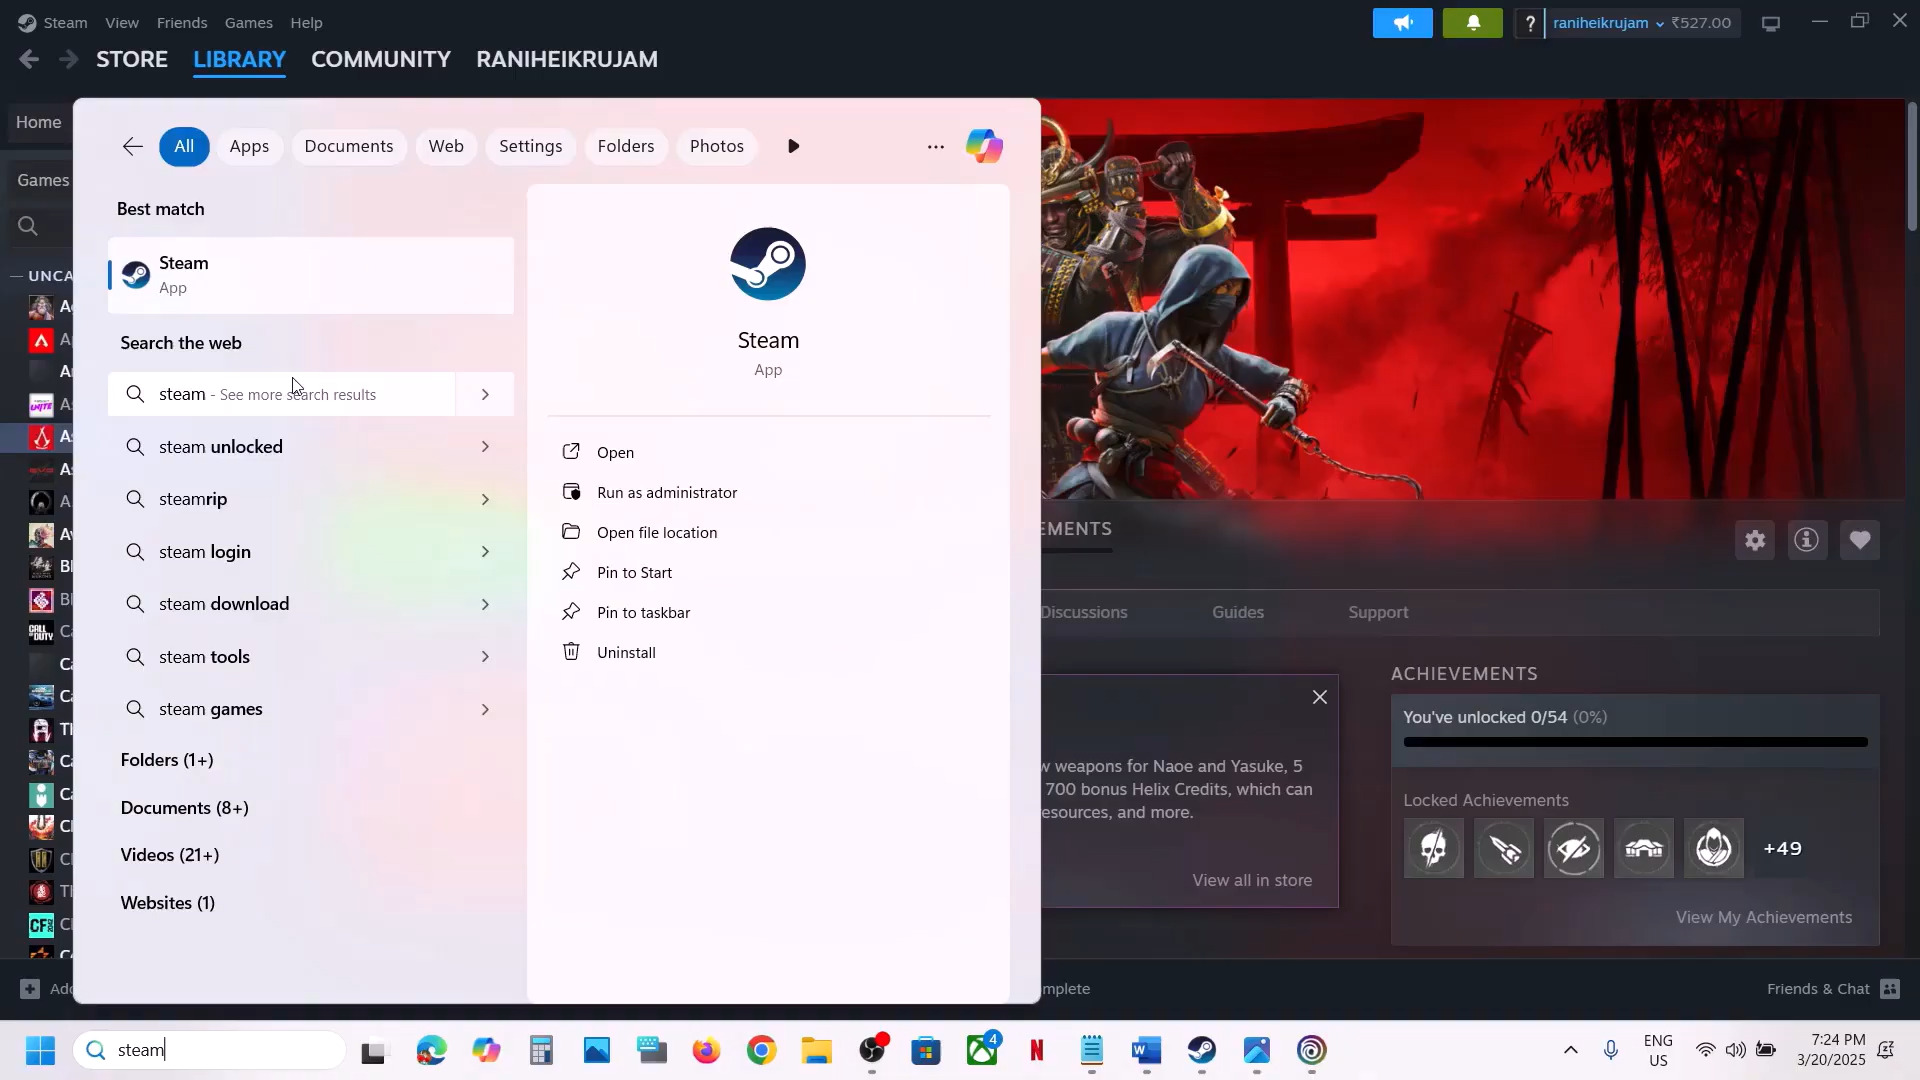 Steam View Friends Games Help
? raniheikrujam ₹527.00
STORE LIBRARY COMMUNITY RANIHEIKRUJAM
Home
Games
UNCA
All Apps Documents Web Settings Folders Photos
Best match
Steam
App
Search the web
steam - See more search results
steam unlocked
steamrip
steam login
steam download
steam tools
steam games
Folders (1+)
Documents (8+)
Videos (21+)
Websites (1)
Steam
App
Open
Run as administrator
Open file location
Pin to Start
Pin to taskbar
Uninstall
EMENTS
Discussions Guides Support
w weapons for Naoe and Yasuke, 5
700 bonus Helix Credits, which can
esources, and more.
View all in store
ACHIEVEMENTS
You've unlocked 0/54 (0%)
Locked Achievements
+49
View My Achievements
Add
mplete
Friends & Chat
steam
4
ENG
US
7:24 PM
3/20/2025